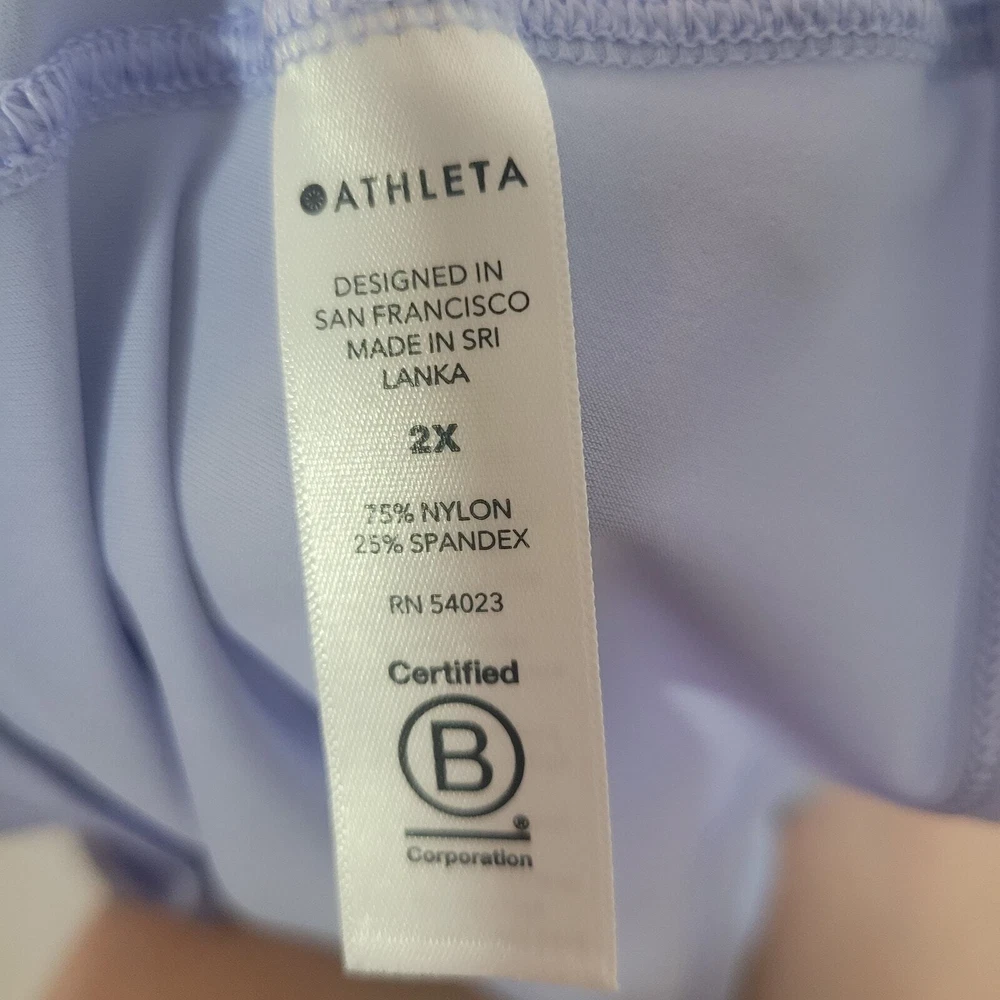 ATHLETA
DESIGNED IN
SAN FRANCISCO
MADE IN SRI
LANKA
2X
75% NYLON
25% SPANDEX
RN 54023
Certified
B
®
Corporation